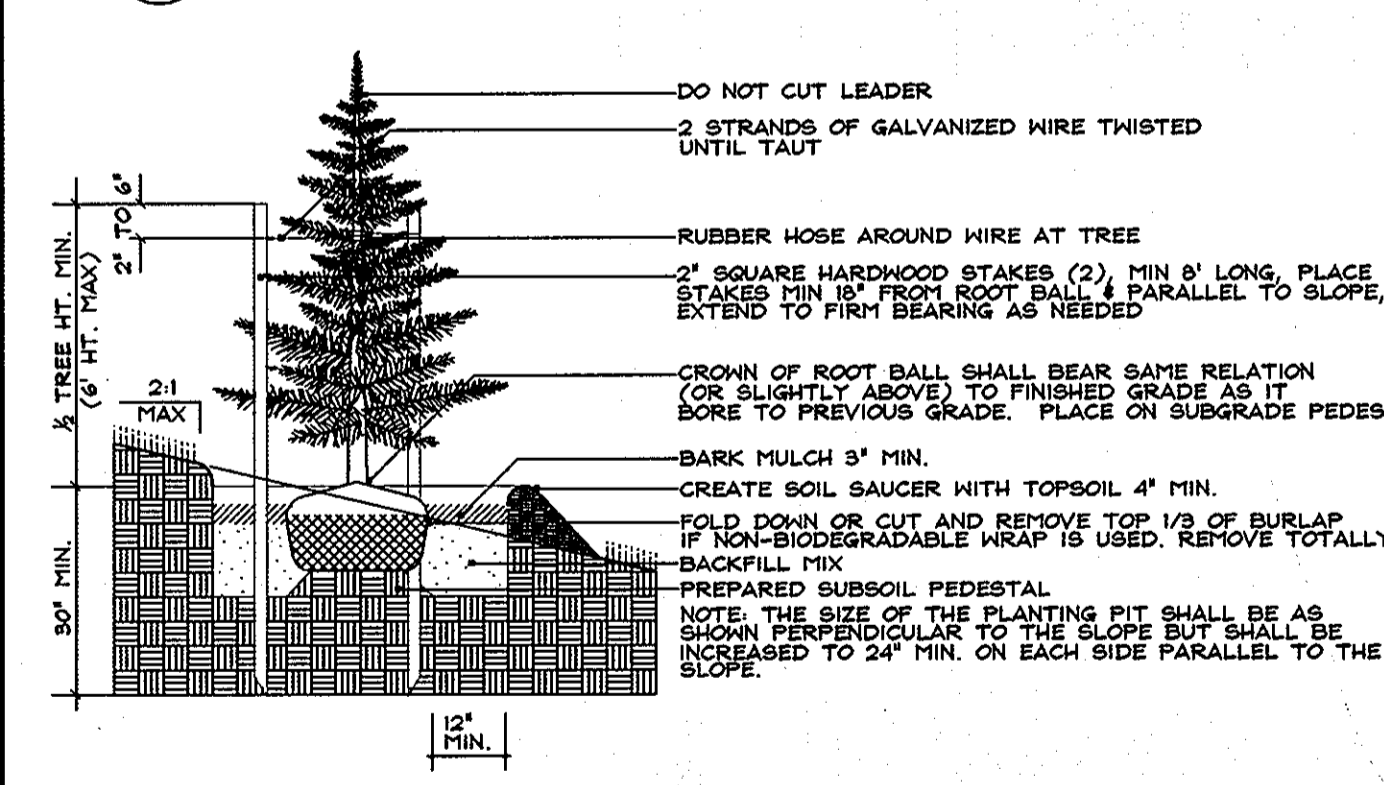 DO NOT CUT LEADER
2 STRANDS OF GALVANIZED WIRE TWISTED
UNTIL TAUT
RUBBER HOSE AROUND WIRE AT TREE
2" SQUARE HARDWOOD STAKES (2), MIN 8' LONG, PLACE
STAKES MIN 18" FROM ROOT BALL & PARALLEL TO SLOPE,
EXTEND TO FIRM BEARING AS NEEDED
CROWN OF ROOT BALL SHALL BEAR SAME RELATION
(OR SLIGHTLY ABOVE) TO FINISHED GRADE AS IT
BORE TO PREVIOUS GRADE. PLACE ON SUBGRADE PEDES
BARK MULCH 3" MIN.
CREATE SOIL SAUCER WITH TOPSOIL 4" MIN.
FOLD DOWN OR CUT AND REMOVE TOP 1/3 OF BURLAP
IF NON-BIODEGRADABLE WRAP IS USED. REMOVE TOTALLY
BACKFILL MIX
PREPARED SUBSOIL PEDESTAL
NOTE: THE SIZE OF THE PLANTING PIT SHALL BE AS
SHOWN PERPENDICULAR TO THE SLOPE BUT SHALL BE
INCREASED TO 24" MIN. ON EACH SIDE PARALLEL TO THE
SLOPE.
2" TO 6"
½ TREE HT. MIN.
(6' HT. MAX)
2:1
MAX
30" MIN.
12"
MIN.